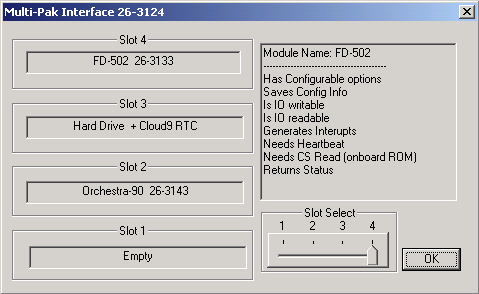 Multi-Pak Interface 26-3124
Slot 4
FD-502 26-3133
Slot 3
Hard Drive + Cloud9 RTC
Slot 2
Orchestra-90 26-3143
Slot 1
Empty
Module Name: FD-502
----------------------------------------
Has Configurable options
Saves Config Info
Is IO writable
Is IO readable
Generates Interupts
Needs Heartbeat
Needs CS Read (onboard ROM)
Returns Status
Slot Select
1 2 3 4
OK